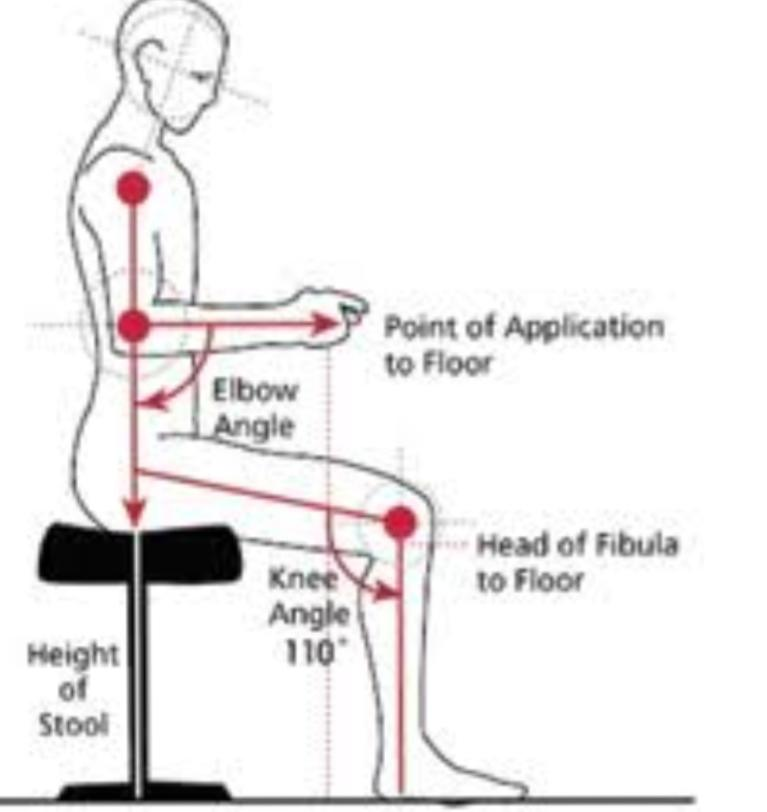 Point of Application
to Floor
Elbow
Angle
Head of Fibula
to Floor
Knee
Angle
110°
Height
of
Stool